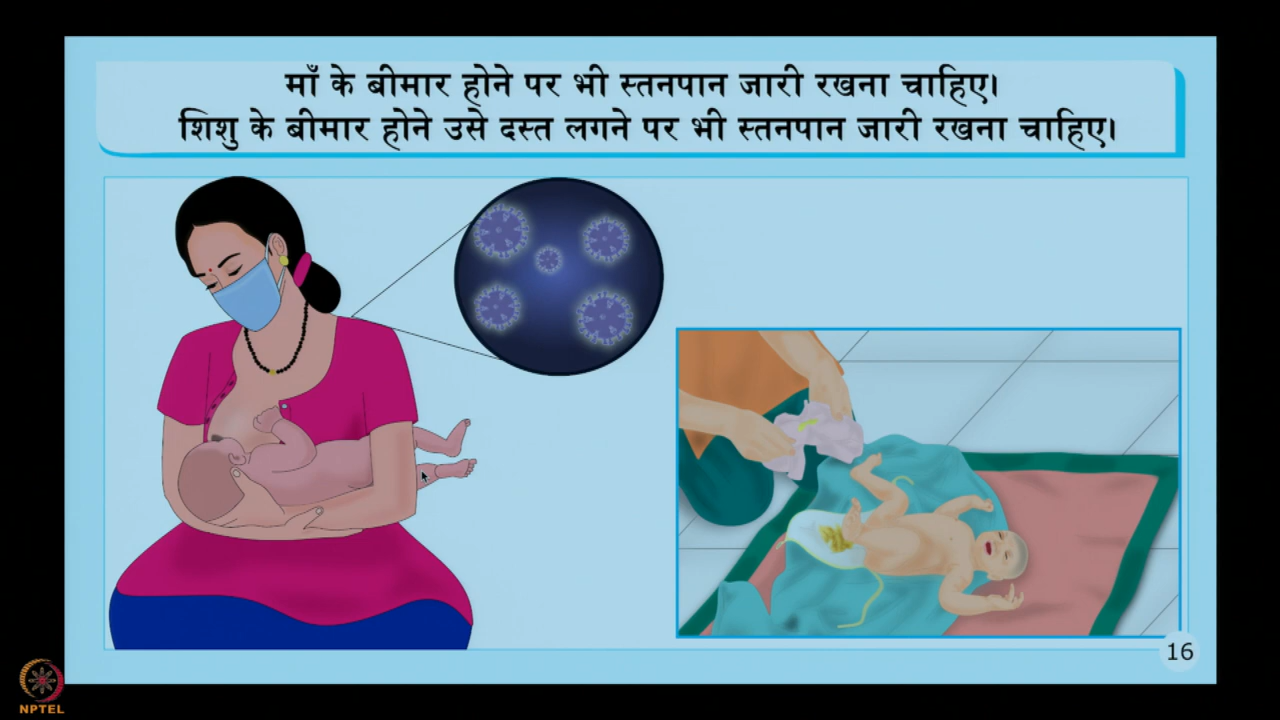 माँ के बीमार होने पर भी स्तनपान जारी रखना चाहिए।
शिशु के बीमार होने उसे दस्त लगने पर भी स्तनपान जारी रखना चाहिए।
16
NPTEL